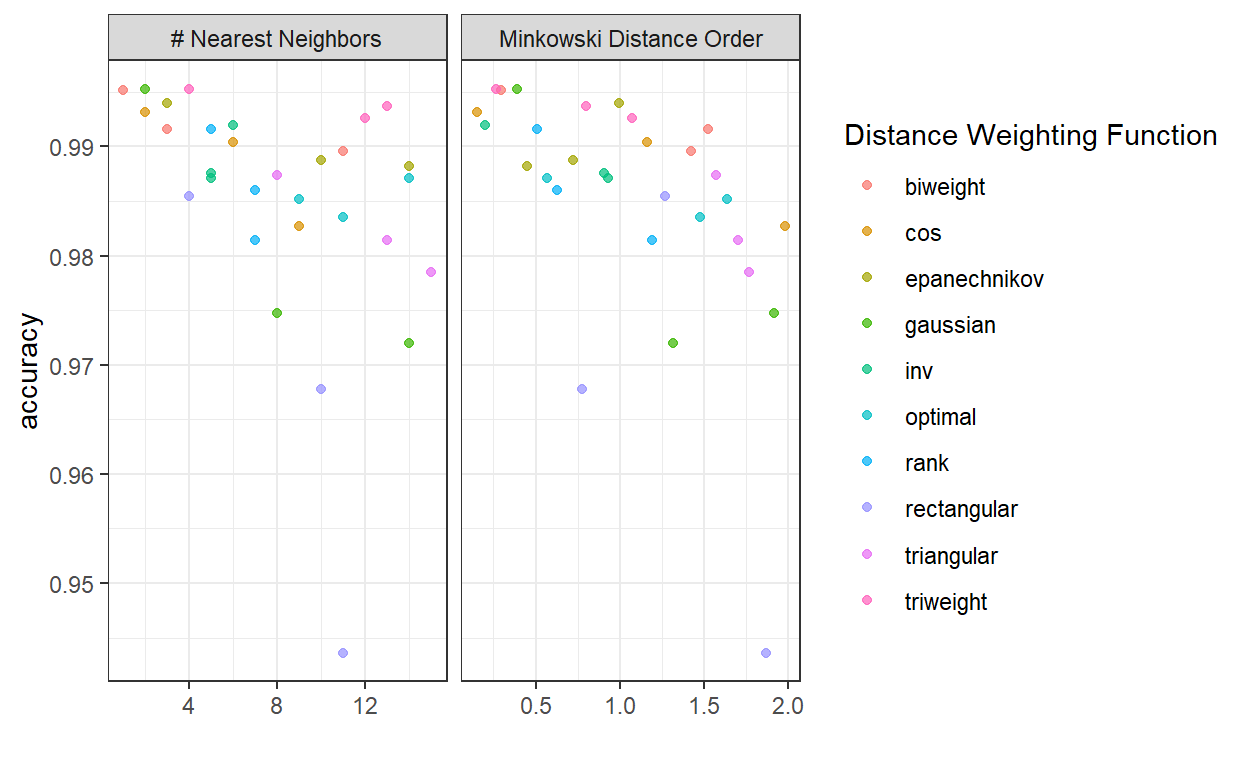 # Nearest Neighbors
Minkowski Distance Order
accuracy
0.99
0.98
0.97
0.96
0.95
4 8 12
0.5 1.0 1.5 2.0
Distance Weighting Function
biweight
cos
epanechnikov
gaussian
inv
optimal
rank
rectangular
triangular
triweight